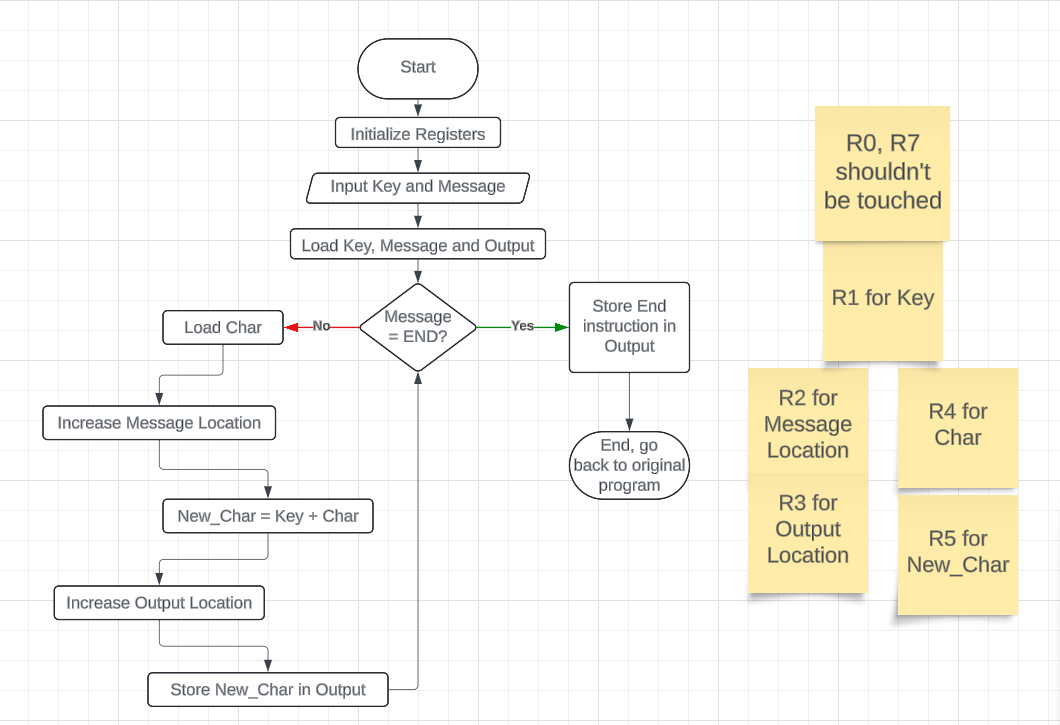 Start
Initialize Registers
Input Key and Message
Load Key, Message and Output
Message
= END?
No
Yes
Load Char
Increase Message Location
New_Char = Key + Char
Increase Output Location
Store New_Char in Output
Store End
instruction in
Output
End, go
back to original
program
R0, R7
shouldn't
be touched
R1 for Key
R2 for
Message
Location
R3 for
Output
Location
R4 for
Char
R5 for
New_Char